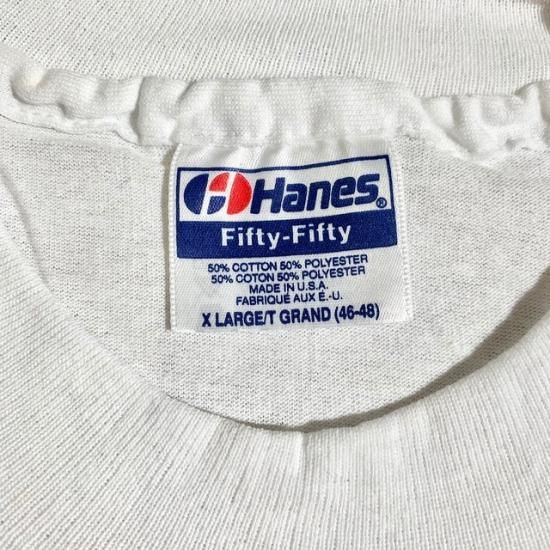 Hanes®
Fifty-Fifty
50% COTTON 50% POLYESTER
50% COTON 50% POLYESTER
MADE IN U.S.A.
FABRIQUÉ AUX É.-U.
X LARGE/T GRAND (46-48)